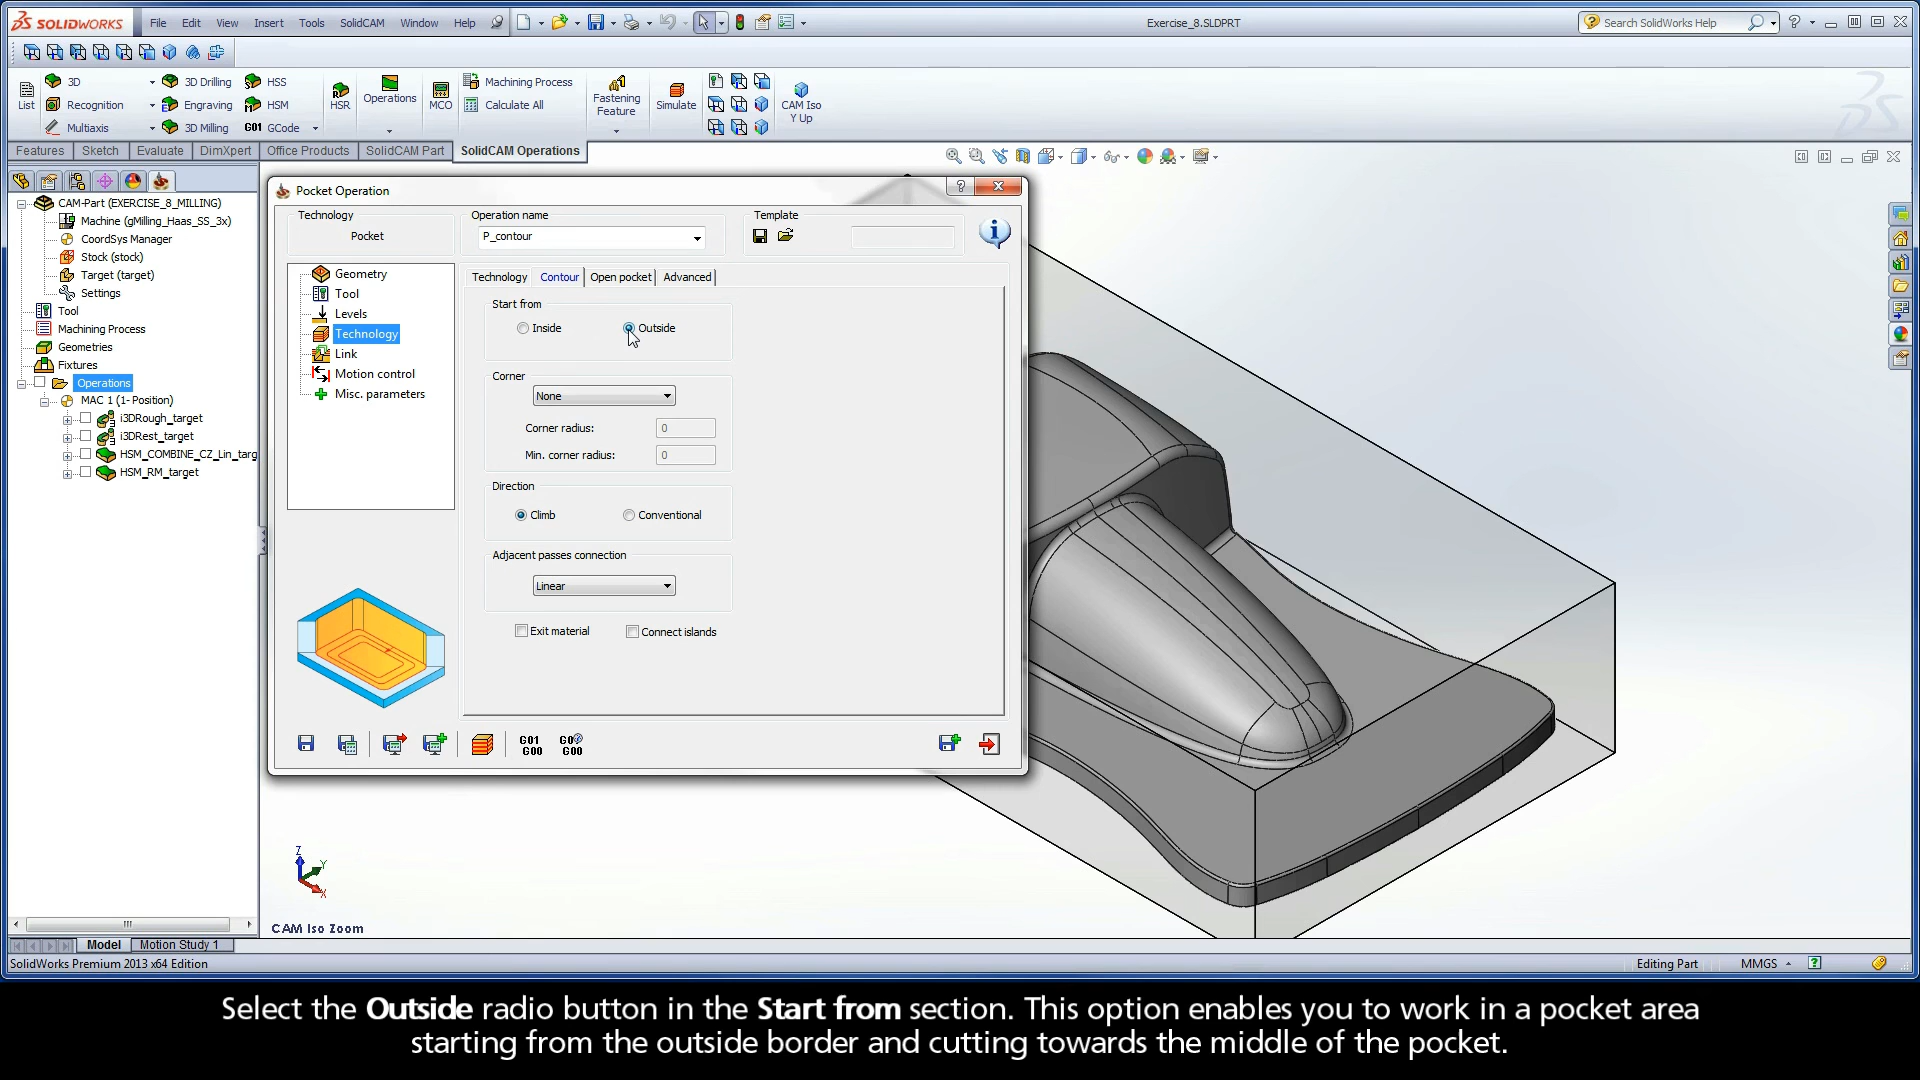 SOLIDWORKS File Edit View Insert Tools SolidCAM Window Help Exercise_8.SLDPRT Search SolidWorks Help
List 3D Recognition Multiaxis 3D Drilling Engraving 3D Milling HSS HSM G01 GCode HSR Operations MCO Machining Process Calculate All Fastening Feature Simulate CAM Iso Y Up
Features Sketch Evaluate DimXpert Office Products SolidCAM Part SolidCAM Operations
CAM-Part (EXERCISE_8_MILLING)
Machine (gMilling_Haas_SS_3x)
CoordSys Manager
Stock (stock)
Target (target)
Settings
Tool
Machining Process
Geometries
Fixtures
Operations
MAC 1 (1- Position)
i3DRough_target
i3DRest_target
HSM_COMBINE_CZ_Lin_targ
HSM_RM_target
Pocket Operation
Technology Operation name Template
Pocket P_contour
Geometry
Tool
Levels
Technology
Link
Motion control
Misc. parameters
Technology Contour Open pocket Advanced
Start from
Inside Outside
Corner
None
Corner radius: 0
Min. corner radius: 0
Direction
Climb Conventional
Adjacent passes connection
Linear
Exit material Connect islands
G01 G00
G00
Z
Y
X
CAM Iso Zoom
Model Motion Study 1
SolidWorks Premium 2013 x64 Edition Editing Part MMGS
Select the Outside radio button in the Start from section. This option enables you to work in a pocket area
starting from the outside border and cutting towards the middle of the pocket.